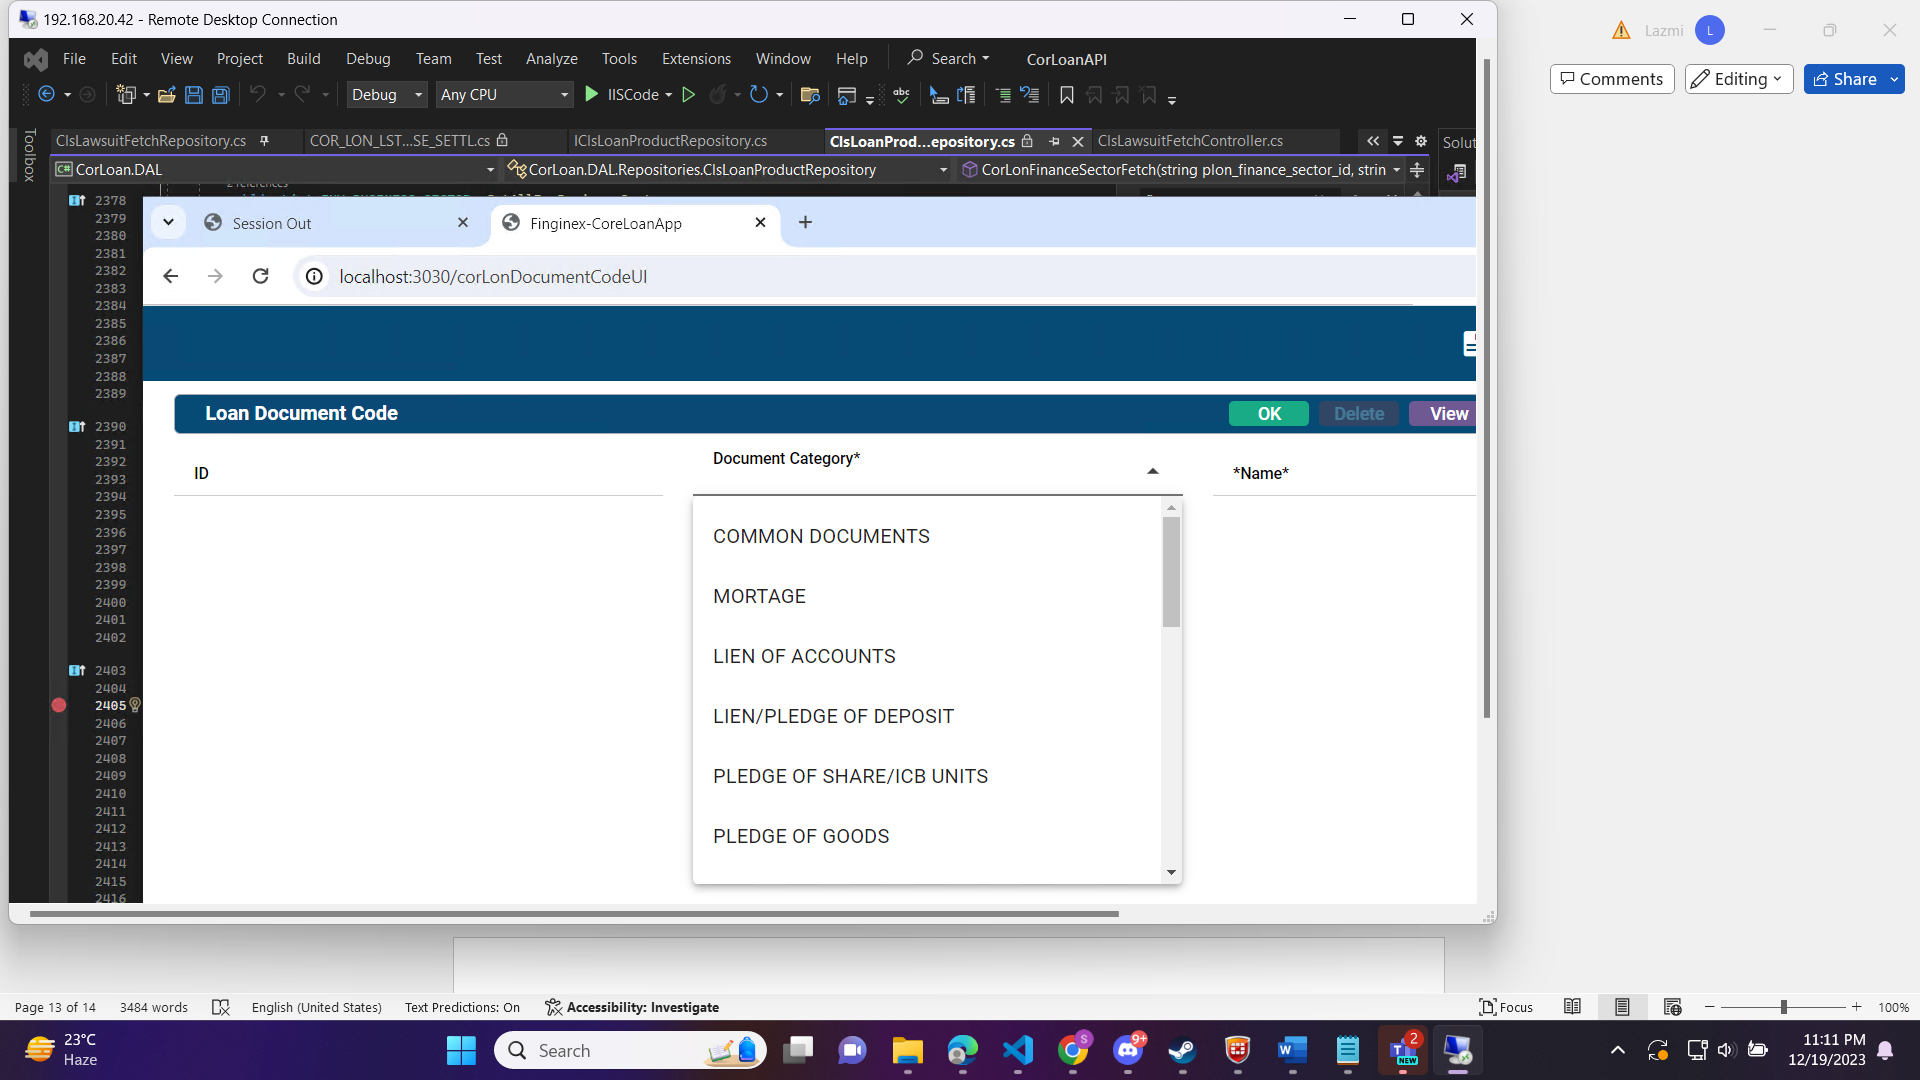 192.168.20.42 - Remote Desktop Connection
Lazmi L
File Edit View Project Build Debug Team Test Analyze Tools Extensions Window Help Search CorLoanAPI
Comments Editing Share
Debug Any CPU IISCode
Toolbox
ClsLawsuitFetchRepository.cs COR_LON_LST...SE_SETTL.cs IClsLoanProductRepository.cs ClsLoanProd...epository.cs ClsLawsuitFetchController.cs Solut
CorLoan.DAL CorLoan.DAL.Repositories.ClsLoanProductRepository CorLonFinanceSectorFetch(string plon_finance_sector_id, strin
2 references
2378
2379
2380
2381
2382
2383
2384
2385
2386
2387
2388
2389
2390
2391
2392
2393
2394
2395
2396
2397
2398
2399
2400
2401
2402
2403
2404
2405
2406
2407
2408
2409
2410
2411
2412
2413
2414
2415
2416
Session Out Finginex-CoreLoanApp
localhost:3030/corLonDocumentCodeUI
Loan Document Code OK Delete View
ID Document Category* *Name*
COMMON DOCUMENTS
MORTAGE
LIEN OF ACCOUNTS
LIEN/PLEDGE OF DEPOSIT
PLEDGE OF SHARE/ICB UNITS
PLEDGE OF GOODS
Page 13 of 14 3484 words English (United States) Text Predictions: On Accessibility: Investigate Focus 100%
23°C
Haze
Search
S
9+
2
NEW
11:11 PM
12/19/2023